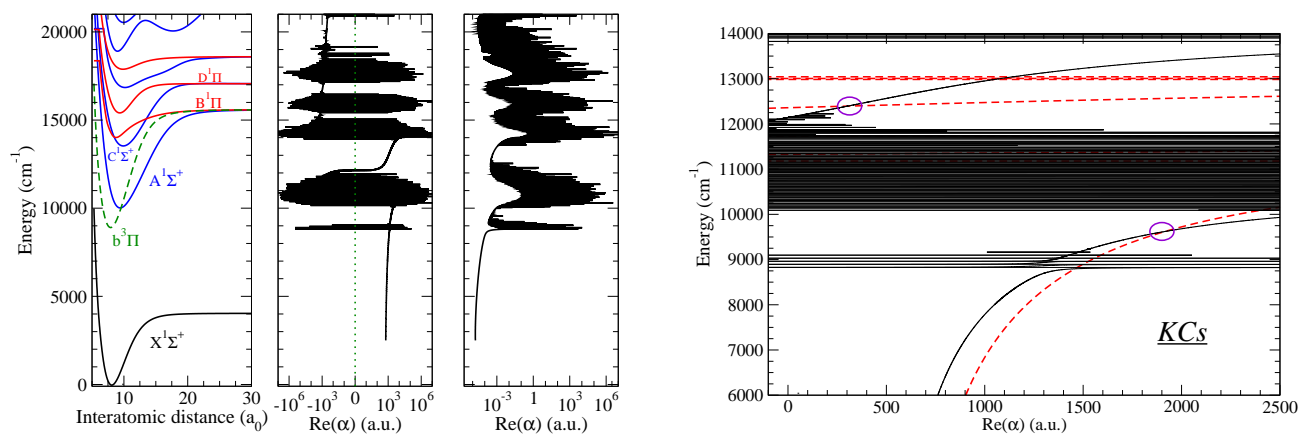 20000
15000
10000
5000
0
Energy (cm⁻¹)
D¹Π
B¹Π
C¹Σ⁺
A¹Σ⁺
b³Π
X¹Σ⁺
10 20 30
Interatomic distance (a₀)
-10⁶ -10³ 0 10³ 10⁶
Re(α) (a.u.)
10⁻³ 10⁰ 10³ 10⁶
Re(α) (a.u.)
14000
13000
12000
11000
10000
9000
8000
7000
6000
Energy (cm⁻¹)
KCs
0 500 1000 1500 2000 2500
Re(α) (a.u.)